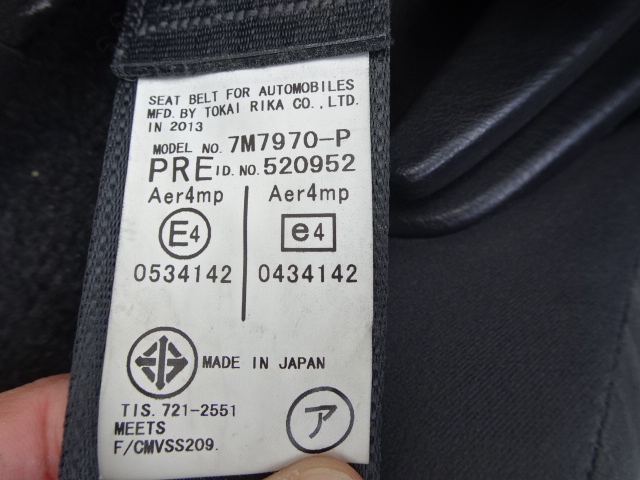 SEAT BELT FOR AUTOMOBILES
MFD. BY TOKAI RIKA CO., LTD.
IN 2013
MODEL NO. 7M7970-P
PRE ID. NO. 520952
Aer4mp Aer4mp
E4 e4
0534142 0434142
MADE IN JAPAN
TIS. 721-2551
MEETS
F/CMVSS209.
ア